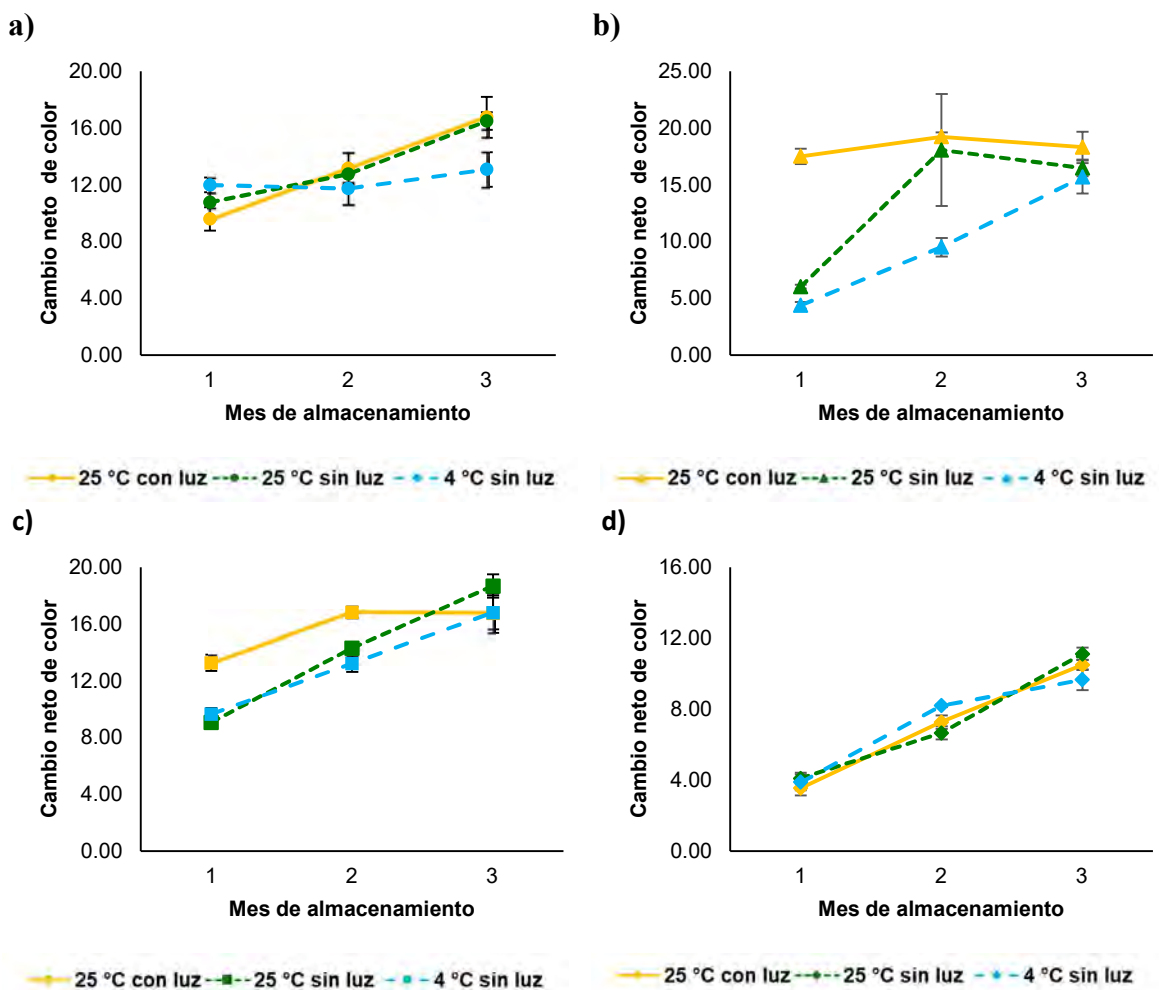 a)
20.00
16.00
12.00
8.00
4.00
0.00
Cambio neto de color
1 2 3
Mes de almacenamiento
25 °C con luz 25 °C sin luz 4 °C sin luz
b)
25.00
20.00
15.00
10.00
5.00
0.00
Cambio neto de color
1 2 3
Mes de almacenamiento
25 °C con luz 25 °C sin luz 4 °C sin luz
c)
20.00
16.00
12.00
8.00
4.00
0.00
Cambio neto de color
1 2 3
Mes de almacenamiento
25 °C con luz 25 °C sin luz 4 °C sin luz
d)
16.00
12.00
8.00
4.00
0.00
Cambio neto de color
1 2 3
Mes de almacenamiento
25 °C con luz 25 °C sin luz 4 °C sin luz